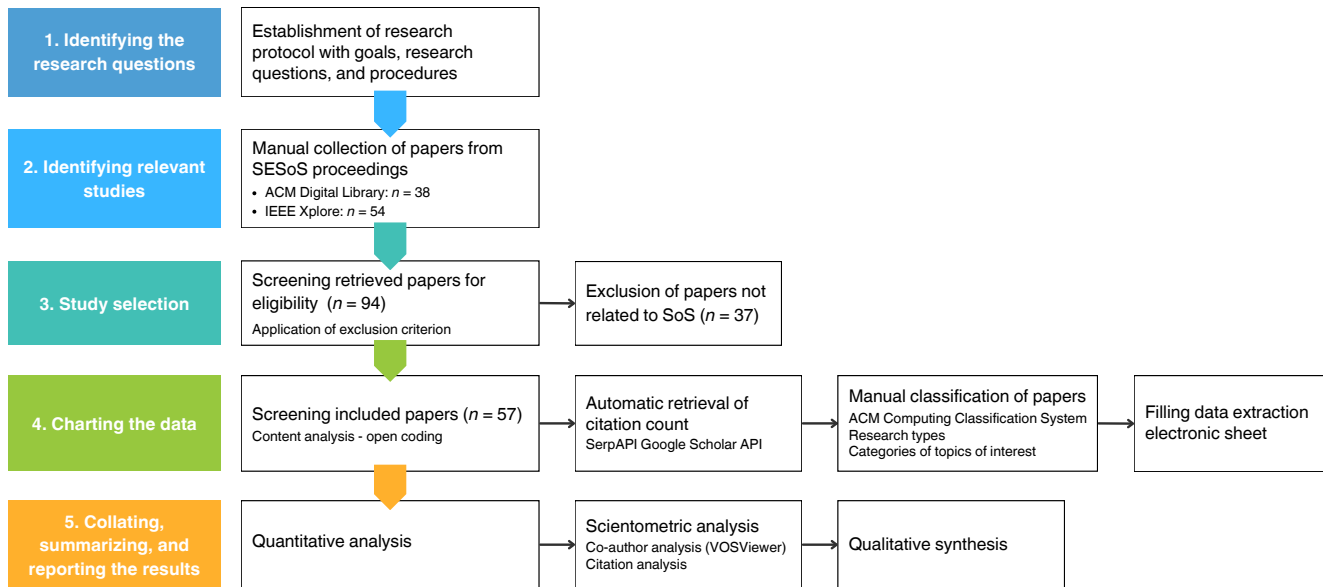 1. Identifying the
research questions
Establishment of research
protocol with goals, research
questions, and procedures
2. Identifying relevant
studies
Manual collection of papers from
SESoS proceedings
• ACM Digital Library: n = 38
• IEEE Xplore: n = 54
3. Study selection
Screening retrieved papers for
eligibility (n = 94)
Application of exclusion criterion
Exclusion of papers not
related to SoS (n = 37)
4. Charting the data
Screening included papers (n = 57)
Content analysis - open coding
Automatic retrieval of
citation count
SerpAPI Google Scholar API
Manual classification of papers
ACM Computing Classification System
Research types
Categories of topics of interest
Filling data extraction
electronic sheet
5. Collating,
summarizing, and
reporting the results
Quantitative analysis
Scientometric analysis
Co-author analysis (VOSViewer)
Citation analysis
Qualitative synthesis